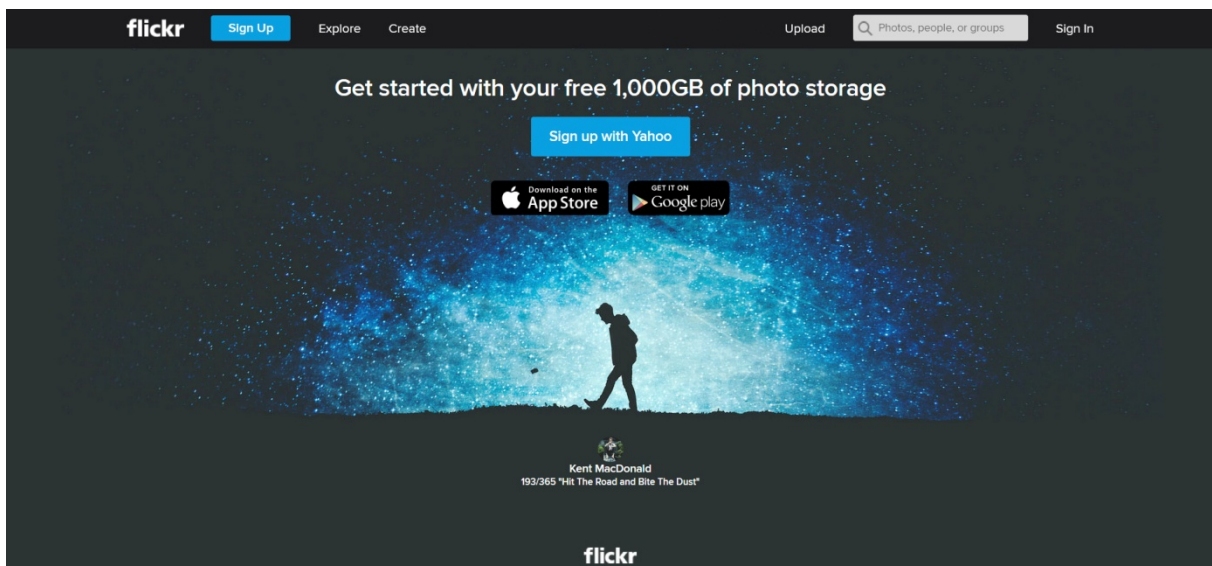 flickr Sign Up Explore Create Upload Photos, people, or groups Sign In
Get started with your free 1,000GB of photo storage
Sign up with Yahoo
Download on the
App Store
GET IT ON
Google play
Kent MacDonald
193/365 "Hit The Road and Bite The Dust"
flickr